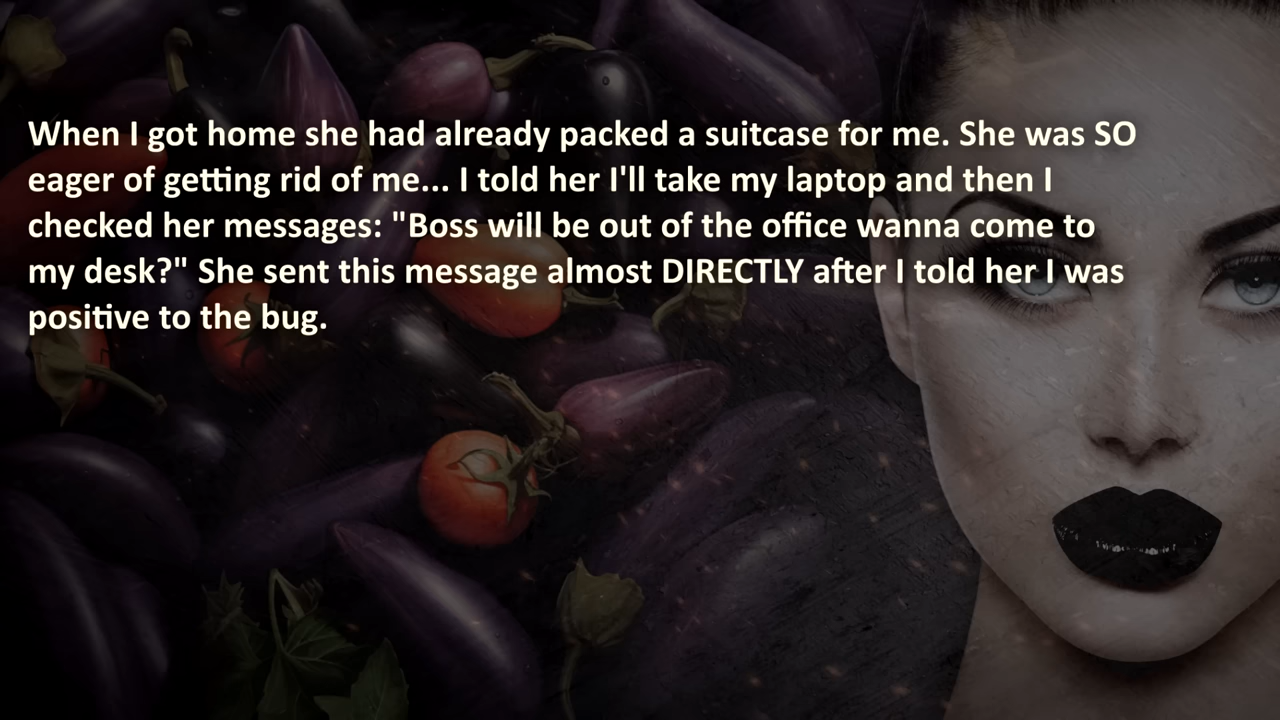 When I got home she had already packed a suitcase for me. She was SO
eager of getting rid of me... I told her I'll take my laptop and then I
checked her messages: "Boss will be out of the office wanna come to
my desk?" She sent this message almost DIRECTLY after I told her I was
positive to the bug.